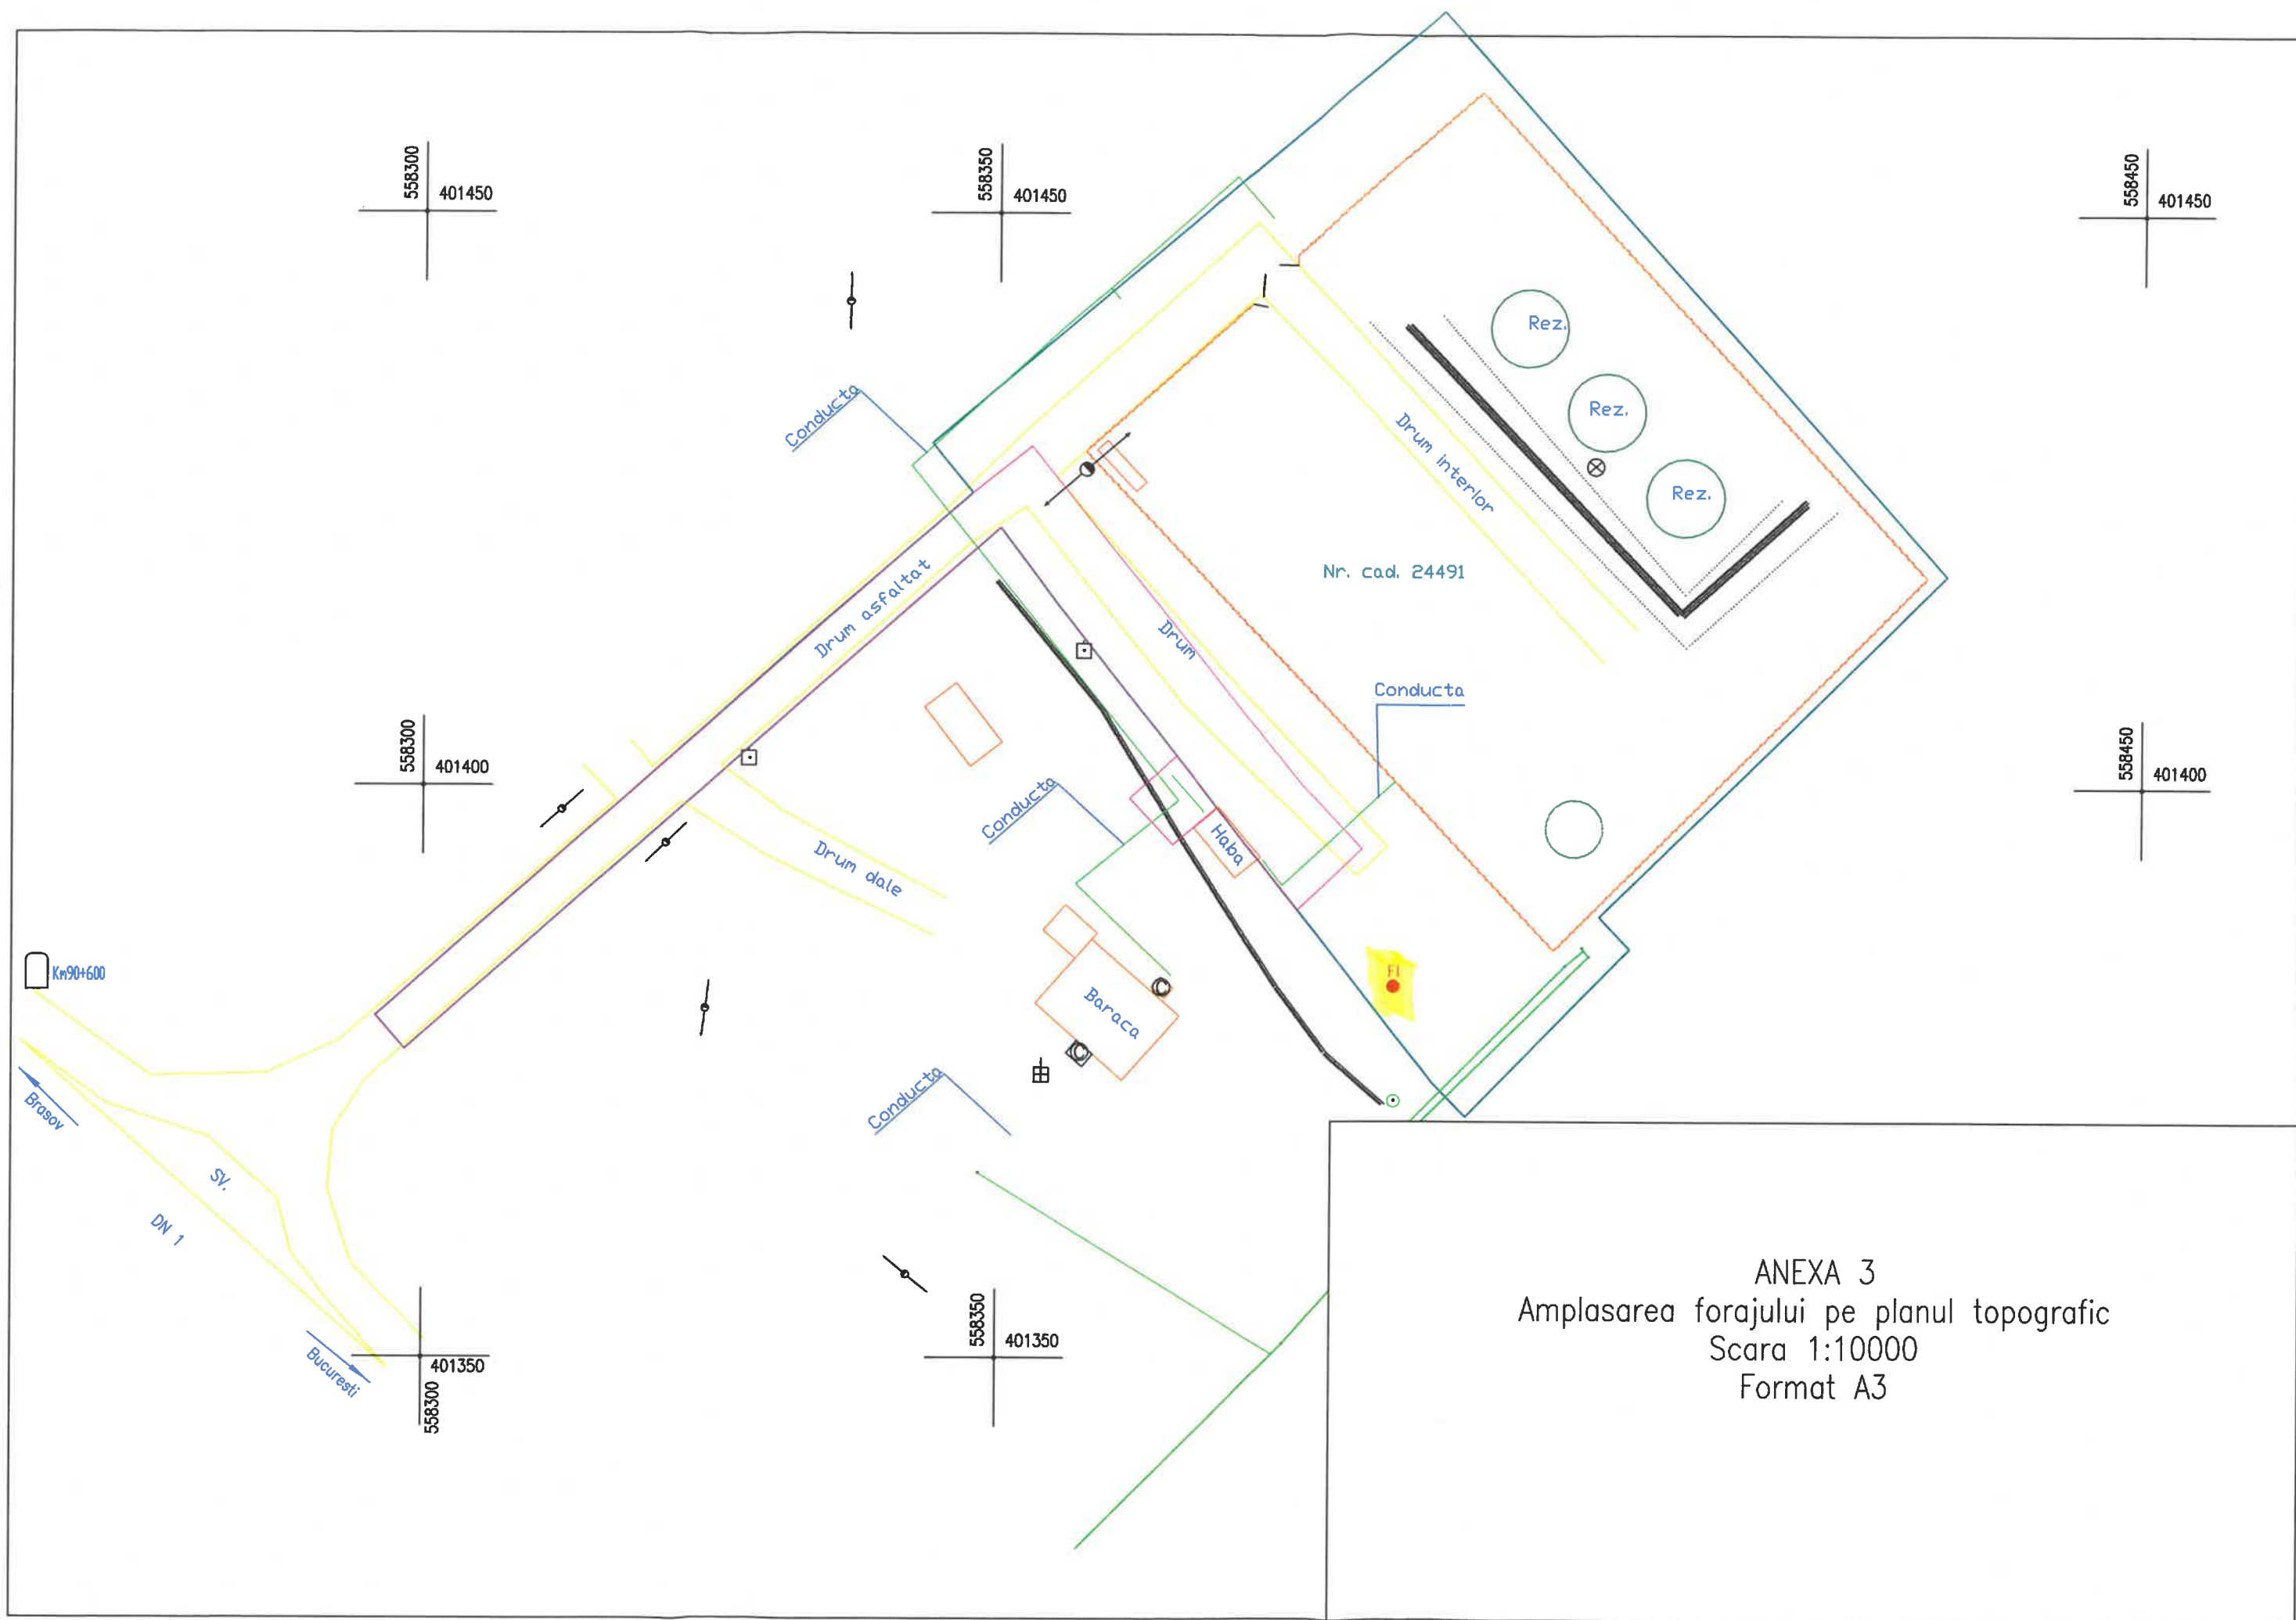 558300
401450
558350
401450
558450
401450
Rez.
Rez.
Rez.
Conducta
Drum interior
Nr. cad. 24491
Drum asfaltat
Drum
Conducta
558300
401400
558450
401400
Conducta
Haba
Drum dale
Km90+600
F1
Baraca
C
C
Conducta
Brasov
SV.
DN 1
558350
401350
401350
558300
Bucuresti
ANEXA 3
Amplasarea forajului pe planul topografic
Scara 1:10000
Format A3